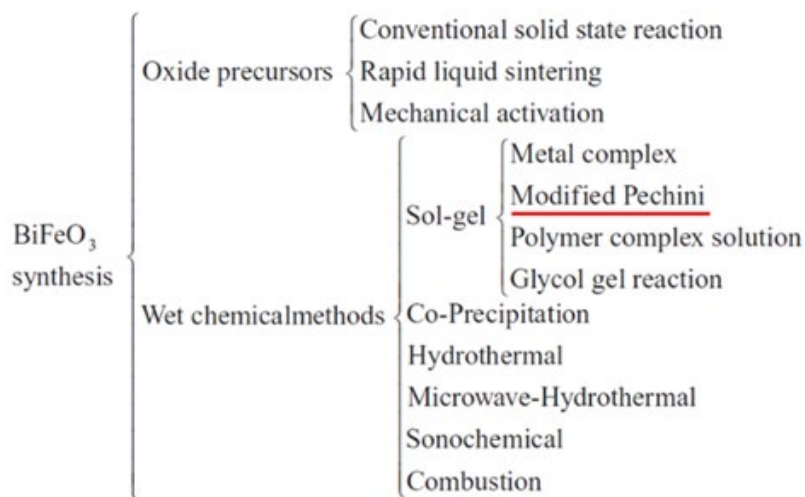 BiFeO₃
synthesis
Oxide precursors
Conventional solid state reaction
Rapid liquid sintering
Mechanical activation
Wet chemicalmethods
Sol-gel
Metal complex
Modified Pechini
Polymer complex solution
Glycol gel reaction
Co-Precipitation
Hydrothermal
Microwave-Hydrothermal
Sonochemical
Combustion